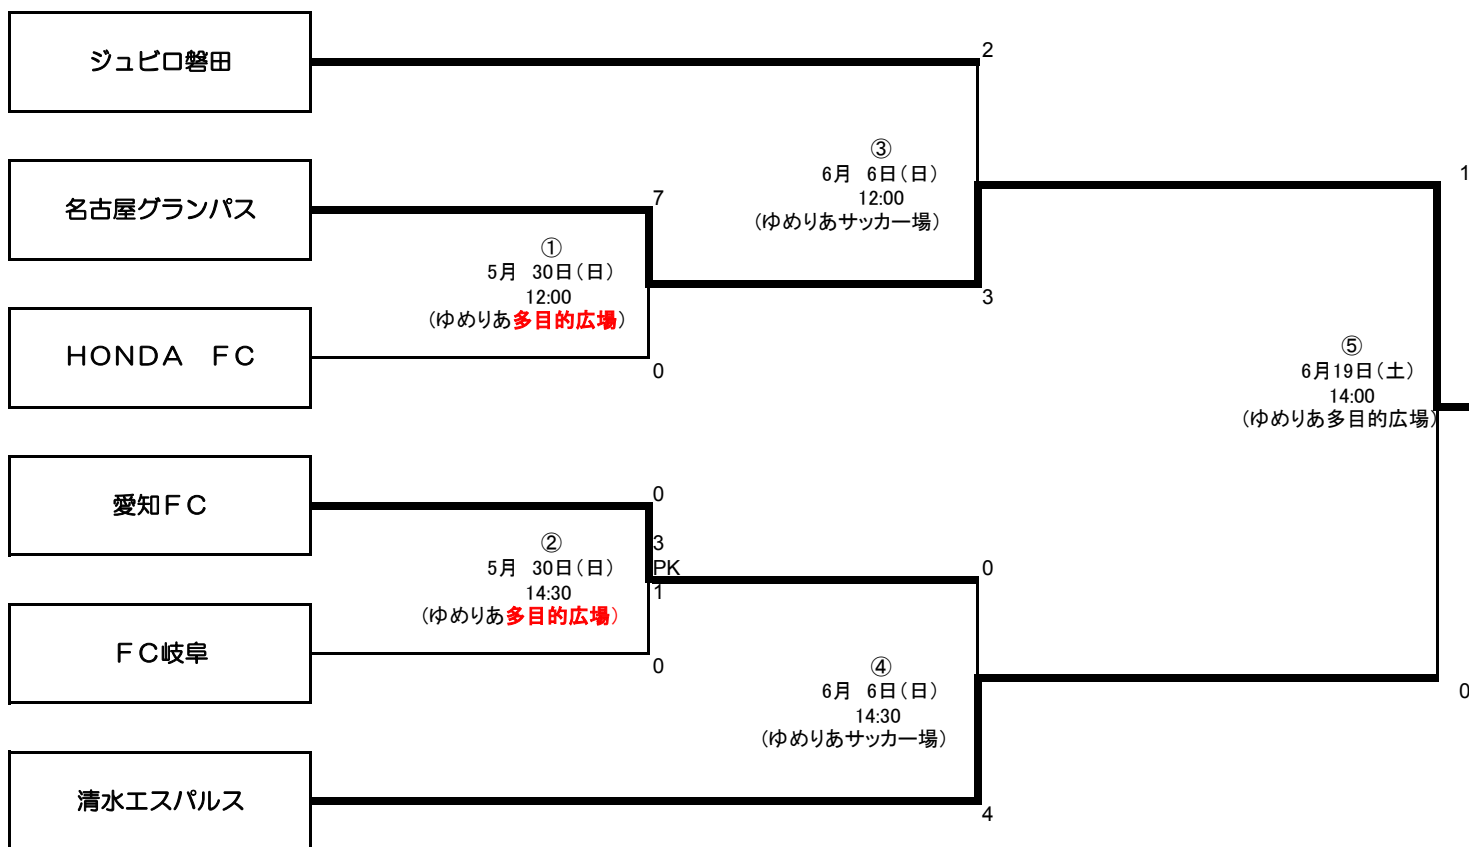 ジュビロ磐田
2
③
6月　6日（日）
12:00
（ゆめりあサッカー場）
1
名古屋グランパス
7
①
5月　30日（日）
12:00
（ゆめりあ多目的広場）
3
ＨＯＮＤＡ　ＦＣ
0
⑤
6月19日（土）
14:00
（ゆめりあ多目的広場）
愛知ＦＣ
0
②
5月　30日（日）
14:30
（ゆめりあ多目的広場）
3
PK
1
0
ＦＣ岐阜
0
④
6月　6日（日）
14:30
（ゆめりあサッカー場）
0
清水エスパルス
4